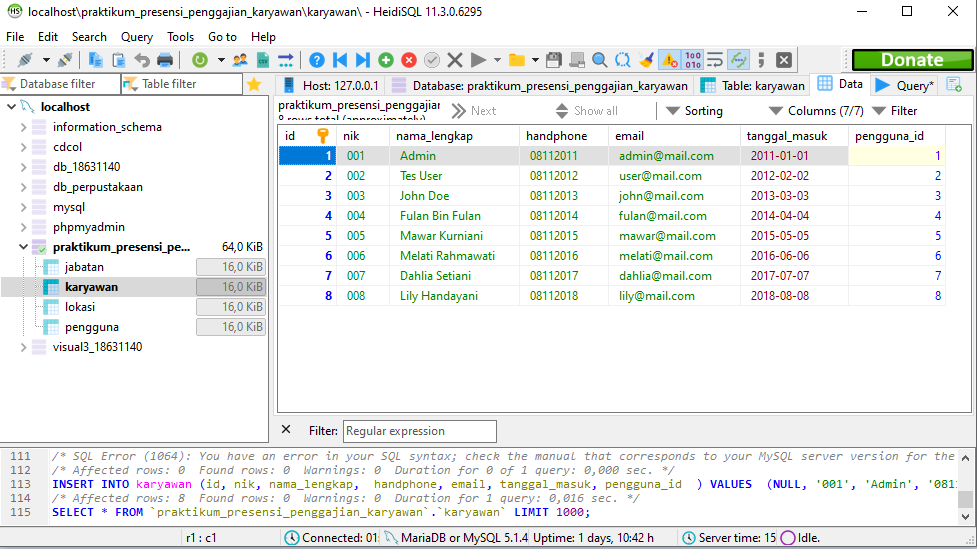 localhost\praktikum_presensi_penggajian_karyawan\karyawan\ - HeidiSQL 11.3.0.6295
File Edit Search Query Tools Go to Help
Donate
Database filter Table filter
Host: 127.0.0.1 Database: praktikum_presensi_penggajian_karyawan Table: karyawan Data Query*
localhost
information_schema
cdcol
db_18631140
db_perpustakaan
mysql
phpmyadmin
praktikum_presensi_pe... 64,0 KiB
jabatan 16,0 KiB
karyawan 16,0 KiB
lokasi 16,0 KiB
pengguna 16,0 KiB
visual3_18631140
praktikum_presensi_penggajian Next Show all Sorting Columns (7/7) Filter
8 rows total (approximately)
id nik nama_lengkap handphone email tanggal_masuk pengguna_id
1 001 Admin 08112011 admin@mail.com 2011-01-01 1
2 002 Tes User 08112012 user@mail.com 2012-02-02 2
3 003 John Doe 08112013 john@mail.com 2013-03-03 3
4 004 Fulan Bin Fulan 08112014 fulan@mail.com 2014-04-04 4
5 005 Mawar Kurniani 08112015 mawar@mail.com 2015-05-05 5
6 006 Melati Rahmawati 08112016 melati@mail.com 2016-06-06 6
7 007 Dahlia Setiani 08112017 dahlia@mail.com 2017-07-07 7
8 008 Lily Handayani 08112018 lily@mail.com 2018-08-08 8
Filter: Regular expression
111 /* SQL Error (1064): You have an error in your SQL syntax; check the manual that corresponds to your MySQL server version for the
112 /* Affected rows: 0 Found rows: 0 Warnings: 0 Duration for 0 of 1 query: 0,000 sec. */
113 INSERT INTO karyawan (id, nik, nama_lengkap, handphone, email, tanggal_masuk, pengguna_id ) VALUES (NULL, '001', 'Admin', '0811
114 /* Affected rows: 8 Found rows: 0 Warnings: 0 Duration for 1 query: 0,016 sec. */
115 SELECT * FROM `praktikum_presensi_penggajian_karyawan`.`karyawan` LIMIT 1000;
r1 : c1 Connected: 01: MariaDB or MySQL 5.1.4 Uptime: 1 days, 10:42 h Server time: 15 Idle.